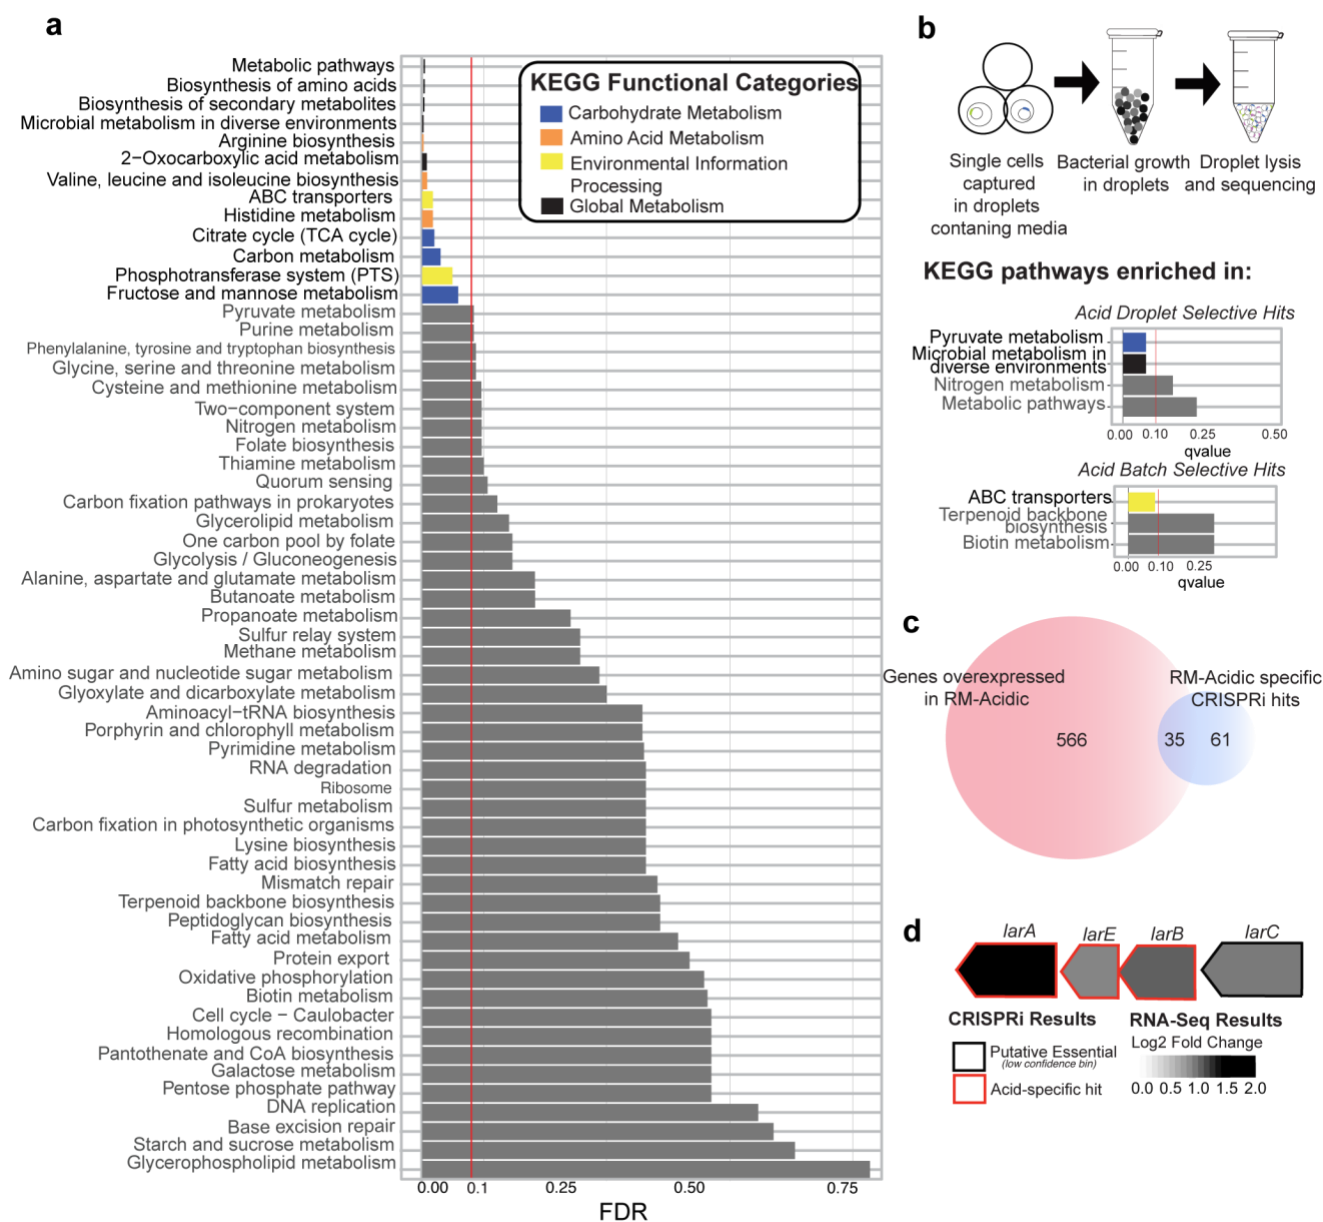 a
Metabolic pathways
Biosynthesis of amino acids
Biosynthesis of secondary metabolites
Microbial metabolism in diverse environments
Arginine biosynthesis
2−Oxocarboxylic acid metabolism
Valine, leucine and isoleucine biosynthesis
ABC transporters
Histidine metabolism
Citrate cycle (TCA cycle)
Carbon metabolism
Phosphotransferase system (PTS)
Fructose and mannose metabolism
Pyruvate metabolism
Purine metabolism
Phenylalanine, tyrosine and tryptophan biosynthesis
Glycine, serine and threonine metabolism
Cysteine and methionine metabolism
Two−component system
Nitrogen metabolism
Folate biosynthesis
Thiamine metabolism
Quorum sensing
Carbon fixation pathways in prokaryotes
Glycerolipid metabolism
One carbon pool by folate
Glycolysis / Gluconeogenesis
Alanine, aspartate and glutamate metabolism
Butanoate metabolism
Propanoate metabolism
Sulfur relay system
Methane metabolism
Amino sugar and nucleotide sugar metabolism
Glyoxylate and dicarboxylate metabolism
Aminoacyl−tRNA biosynthesis
Porphyrin and chlorophyll metabolism
Pyrimidine metabolism
RNA degradation
Ribosome
Sulfur metabolism
Carbon fixation in photosynthetic organisms
Lysine biosynthesis
Fatty acid biosynthesis
Mismatch repair
Terpenoid backbone biosynthesis
Peptidoglycan biosynthesis
Fatty acid metabolism
Protein export
Oxidative phosphorylation
Biotin metabolism
Cell cycle − Caulobacter
Homologous recombination
Pantothenate and CoA biosynthesis
Galactose metabolism
Pentose phosphate pathway
DNA replication
Base excision repair
Starch and sucrose metabolism
Glycerophospholipid metabolism
0.00 0.1 0.25 0.50 0.75
FDR
KEGG Functional Categories
Carbohydrate Metabolism
Amino Acid Metabolism
Environmental Information
Processing
Global Metabolism
b
Single cells
captured
in droplets
contaning media
Bacterial growth
in droplets
Droplet lysis
and sequencing
KEGG pathways enriched in:
Acid Droplet Selective Hits
Pyruvate metabolism
Microbial metabolism in
diverse environments
Nitrogen metabolism
Metabolic pathways
0.00 0.10 0.25 0.50
qvalue
Acid Batch Selective Hits
ABC transporters
Terpenoid backbone
biosynthesis
Biotin metabolism
0.00 0.10 0.25
qvalue
c
Genes overexpressed
in RM-Acidic
RM-Acidic specific
CRISPRi hits
566 35 61
d
larA larE larB larC
CRISPRi Results
Putative Essential
(low confidence bin)
Acid-specific hit
RNA-Seq Results
Log2 Fold Change
0.0 0.5 1.0 1.5 2.0